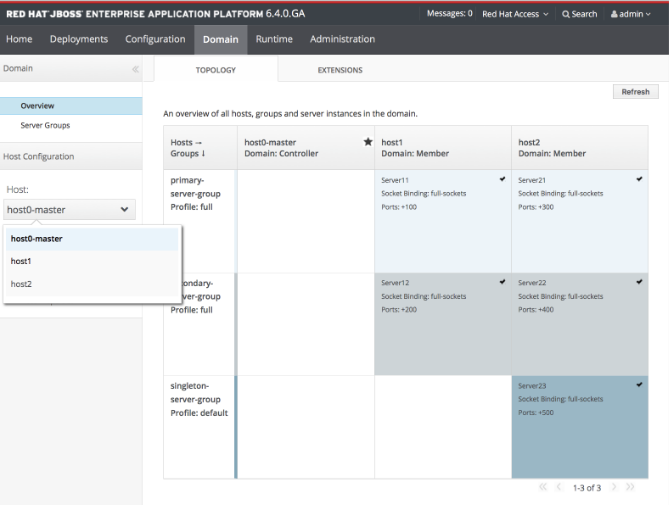 RED HAT JBOSS ENTERPRISE APPLICATION PLATFORM 6.4.0.GA
Messages: 0 Red Hat Access Search admin
Home Deployments Configuration Domain Runtime Administration
Domain
Overview
Server Groups
Host Configuration
Host:
host0-master
host0-master
host1
host2
TOPOLOGY EXTENSIONS
Refresh
An overview of all hosts, groups and server instances in the domain.
Hosts →
Groups ↓
host0-master
Domain: Controller
host1
Domain: Member
host2
Domain: Member
primary-
server-group
Profile: full
Server11
Socket Binding: full-sockets
Ports: +100
Server21
Socket Binding: full-sockets
Ports: +300
ondary-
ver-group
Profile: full
Server12
Socket Binding: full-sockets
Ports: +200
Server22
Socket Binding: full-sockets
Ports: +400
singleton-
server-group
Profile: default
Server23
Socket Binding: full-sockets
Ports: +500
1-3 of 3